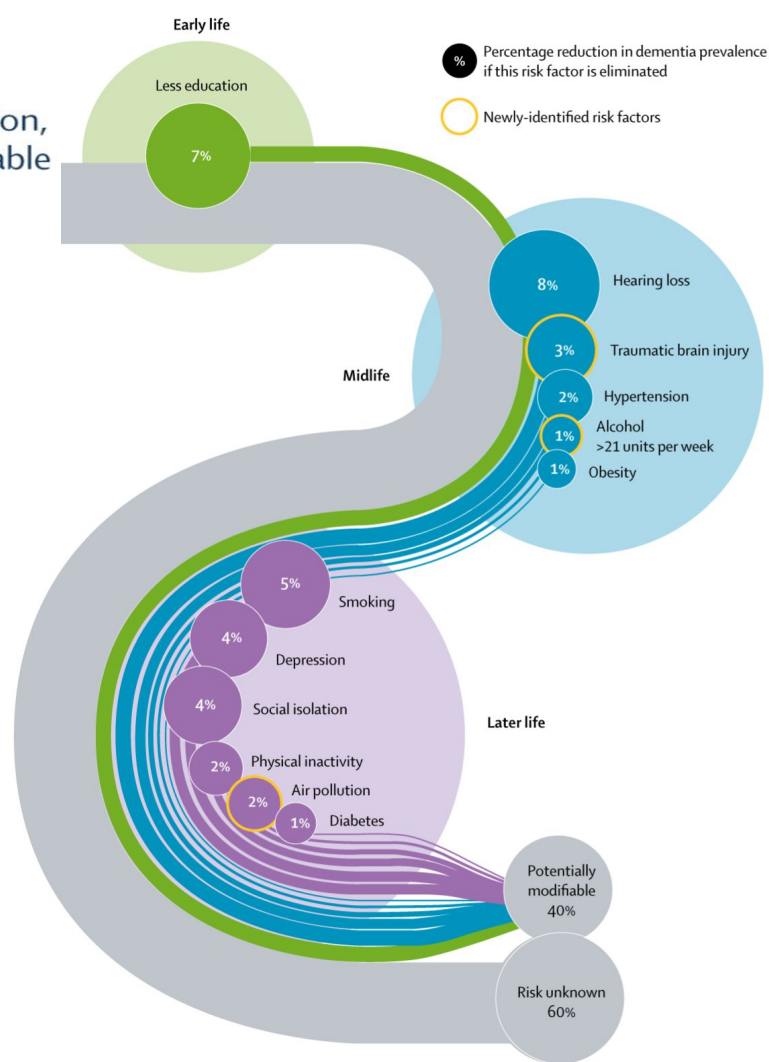 Early life
Percentage reduction in dementia prevalence
if this risk factor is eliminated
%
Less education
Newly-identified risk factors
on,
able
7%
8%
Hearing loss
3%
Traumatic brain injury
Midlife
2%
Hypertension
1%
Alcohol
>21 units per week
1%
Obesity
5%
Smoking
4%
Depression
4%
Social isolation
Later life
2%
Physical inactivity
2%
Air pollution
1%
Diabetes
Potentially
modifiable
40%
Risk unknown
60%